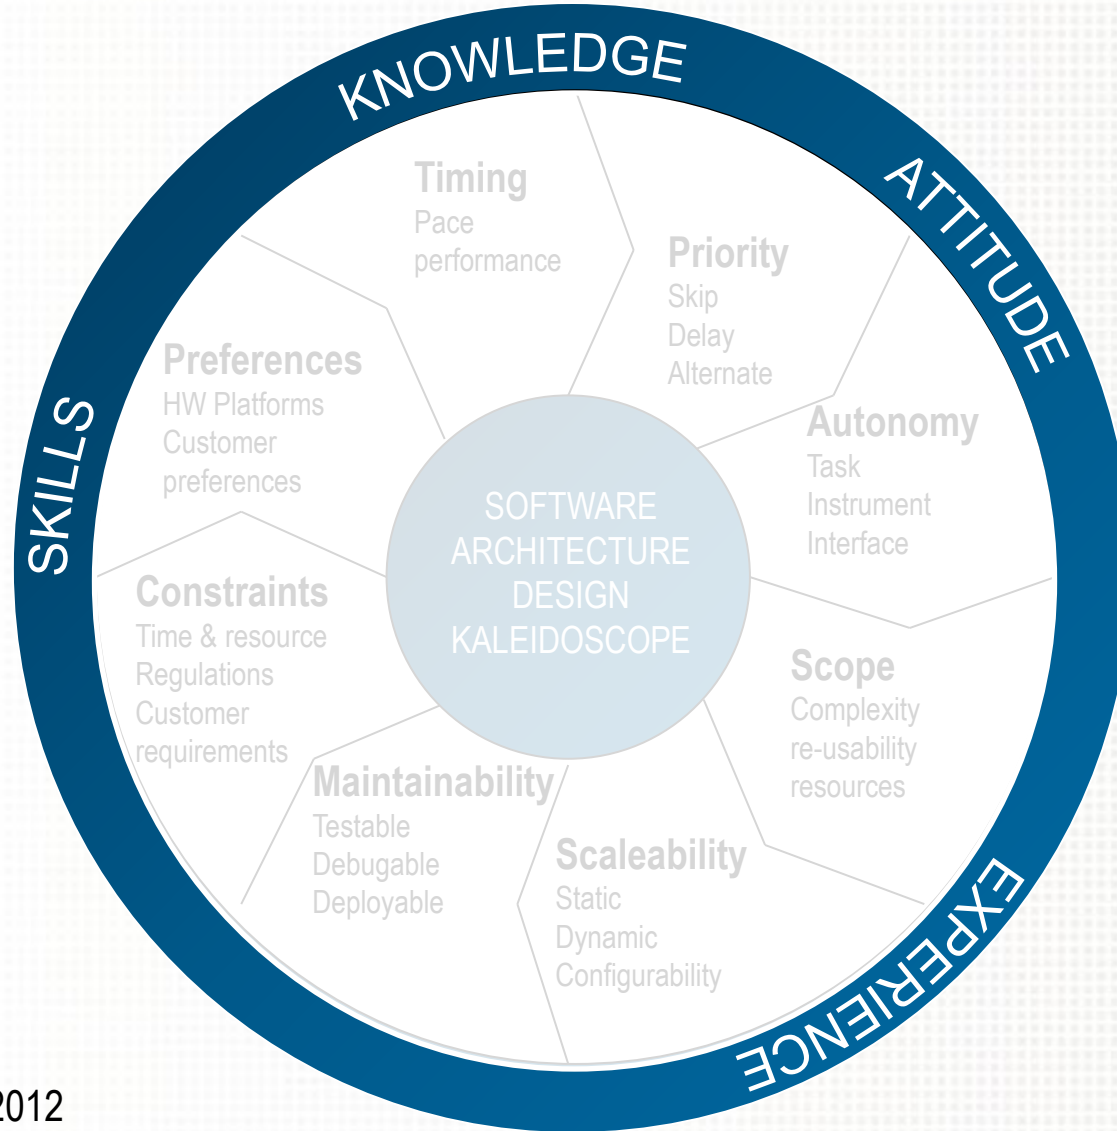 KNOWLEDGE
ATTITUDE
EXPERIENCE
SKILLS
Timing
Pace
performance
Priority
Skip
Delay
Alternate
Autonomy
Task
Instrument
Interface
Scope
Complexity
re-usability
resources
Scaleability
Static
Dynamic
Configurability
Maintainability
Testable
Debugable
Deployable
Constraints
Time & resource
Regulations
Customer
requirements
Preferences
HW Platforms
Customer
preferences
SOFTWARE
ARCHITECTURE
DESIGN
KALEIDOSCOPE
2012